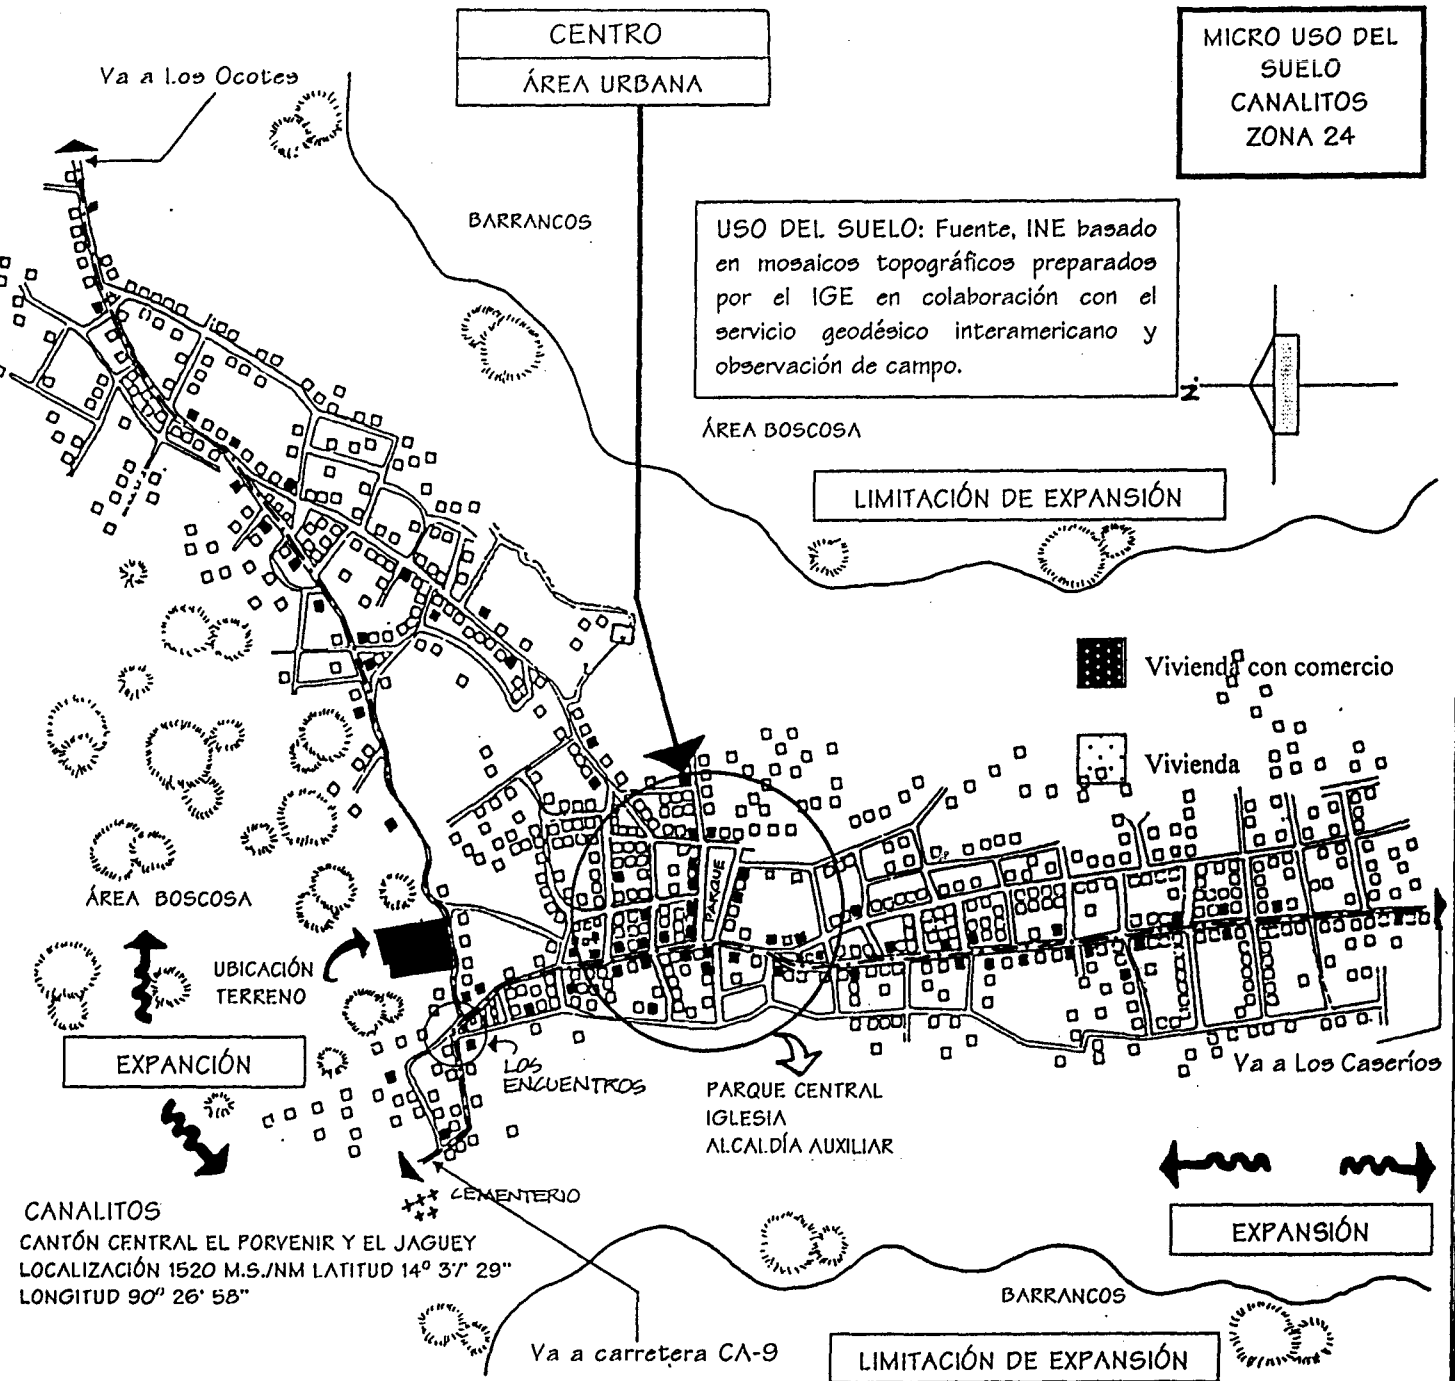 CENTRO
ÁREA URBANA
MICRO USO DEL
SUELO
CANALITOS
ZONA 24
Va a Los Ocotes
BARRANCOS
USO DEL SUELO: Fuente, INE basado
en mosaicos topográficos preparados
por el IGE en colaboración con el
servicio geodésico interamericano y
observación de campo.
N
ÁREA BOSCOSA
LIMITACIÓN DE EXPANSIÓN
Vivienda con comercio
Vivienda
PARQUE
ÁREA BOSCOSA
UBICACIÓN
TERRENO
EXPANCIÓN
LOS
ENCUENTROS
PARQUE CENTRAL
IGLESIA
ALCALDÍA AUXILIAR
Va a Los Caseríos
CEMENTERIO
EXPANSIÓN
CANALITOS
CANTÓN CENTRAL EL PORVENIR Y EL JAGUEY
LOCALIZACIÓN 1520 M.S./NM LATITUD 14º 37' 29"
LONGITUD 90º 26' 58"
BARRANCOS
Va a carretera CA-9
LIMITACIÓN DE EXPANSIÓN